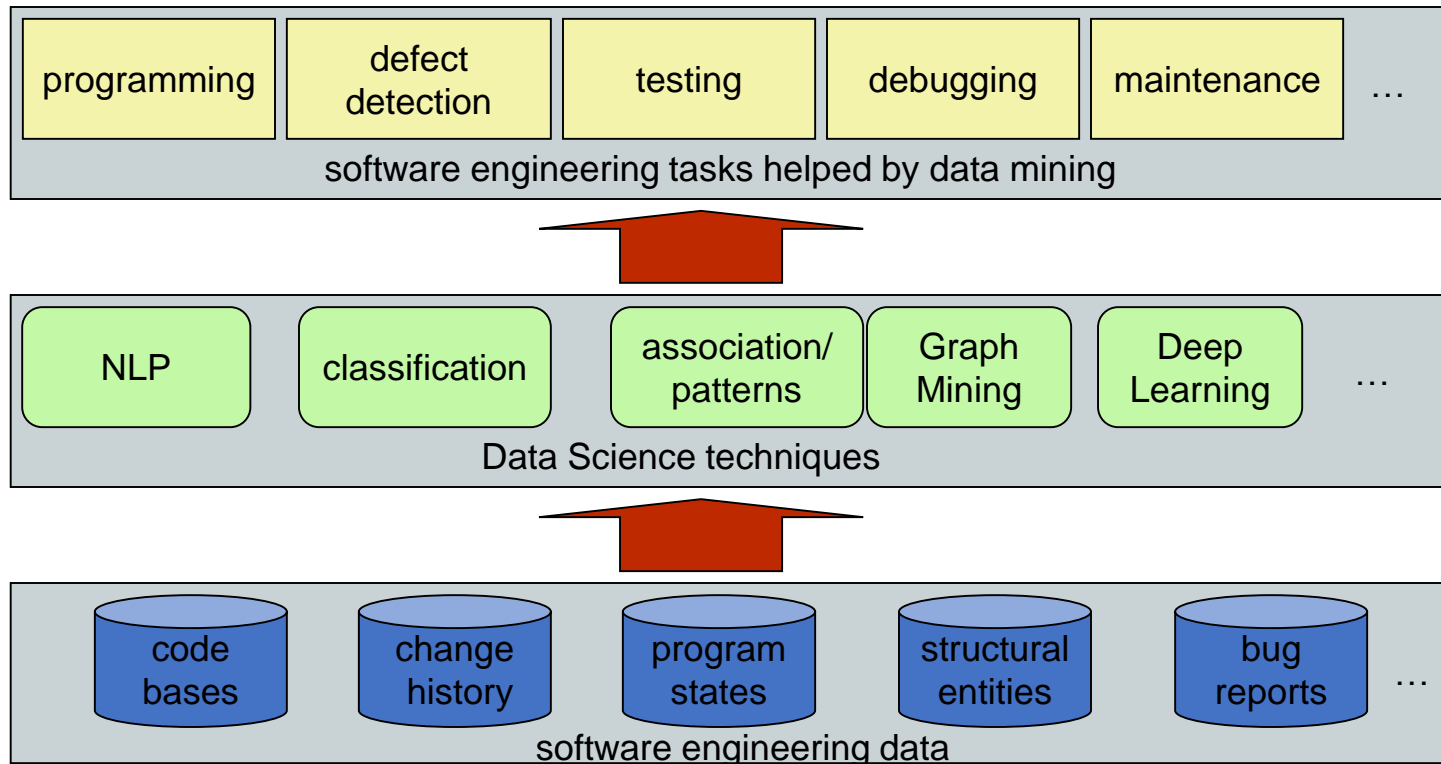 programming
defect
detection
testing
debugging
maintenance
…
software engineering tasks helped by data mining
NLP
classification
association/
patterns
Graph
Mining
Deep
Learning
…
Data Science techniques
code
bases
change
history
program
states
structural
entities
bug
reports
…
software engineering data